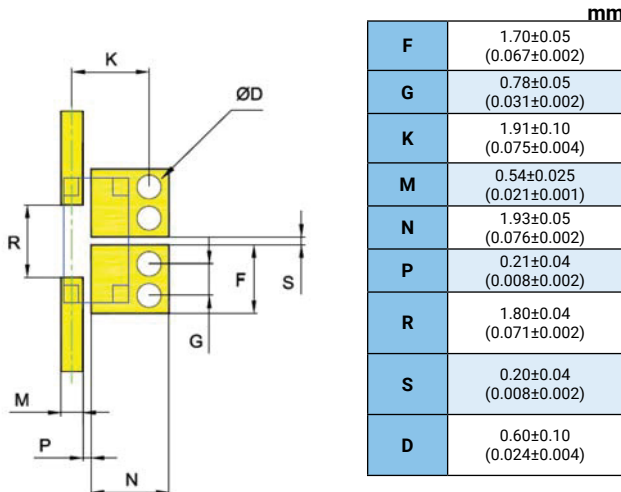 mm
K
ØD
R
F
S
G
M
P
N
F 1.70±0.05
(0.067±0.002)
G 0.78±0.05
(0.031±0.002)
K 1.91±0.10
(0.075±0.004)
M 0.54±0.025
(0.021±0.001)
N 1.93±0.05
(0.076±0.002)
P 0.21±0.04
(0.008±0.002)
R 1.80±0.04
(0.071±0.002)
S 0.20±0.04
(0.008±0.002)
D 0.60±0.10
(0.024±0.004)